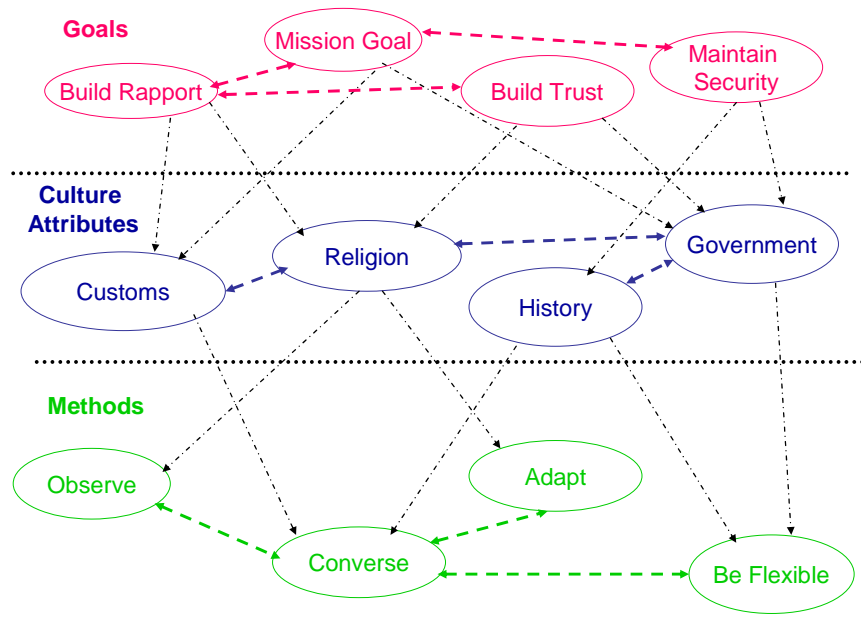 Goals
Mission Goal
Maintain
Security
Build Rapport
Build Trust
Culture
Attributes
Religion
Government
Customs
History
Methods
Observe
Adapt
Converse
Be Flexible